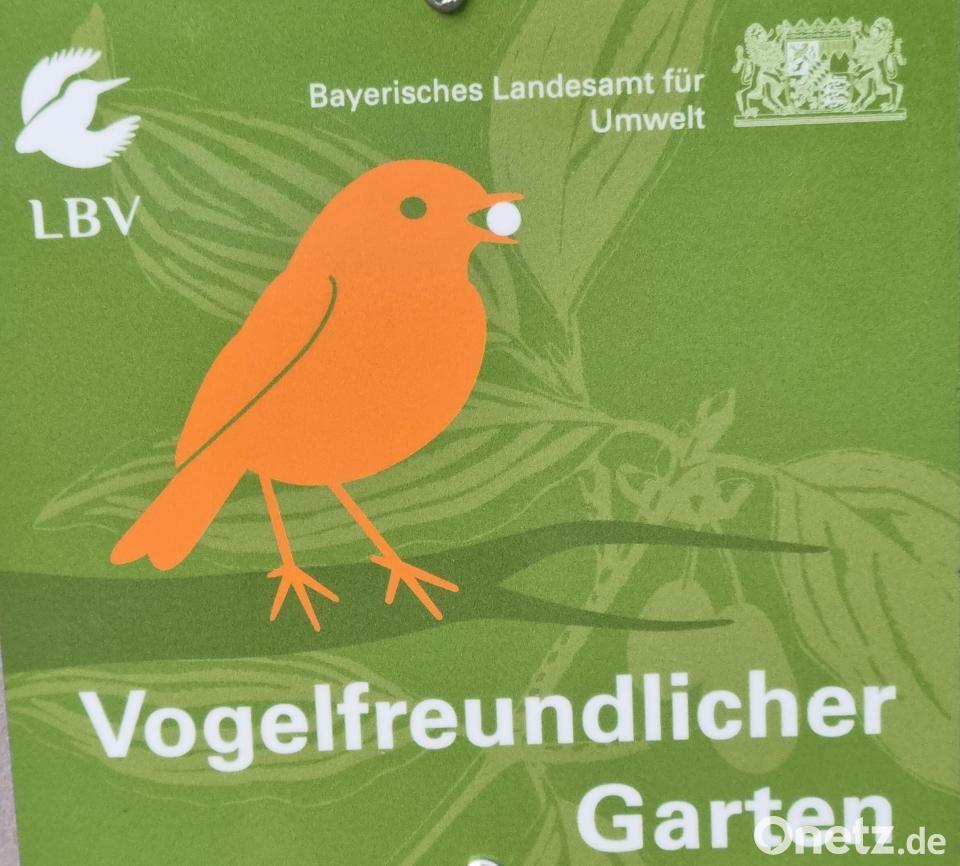 LBV
Bayerisches Landesamt für
Umwelt
Vogelfreundlicher
Garten
Onetz.de